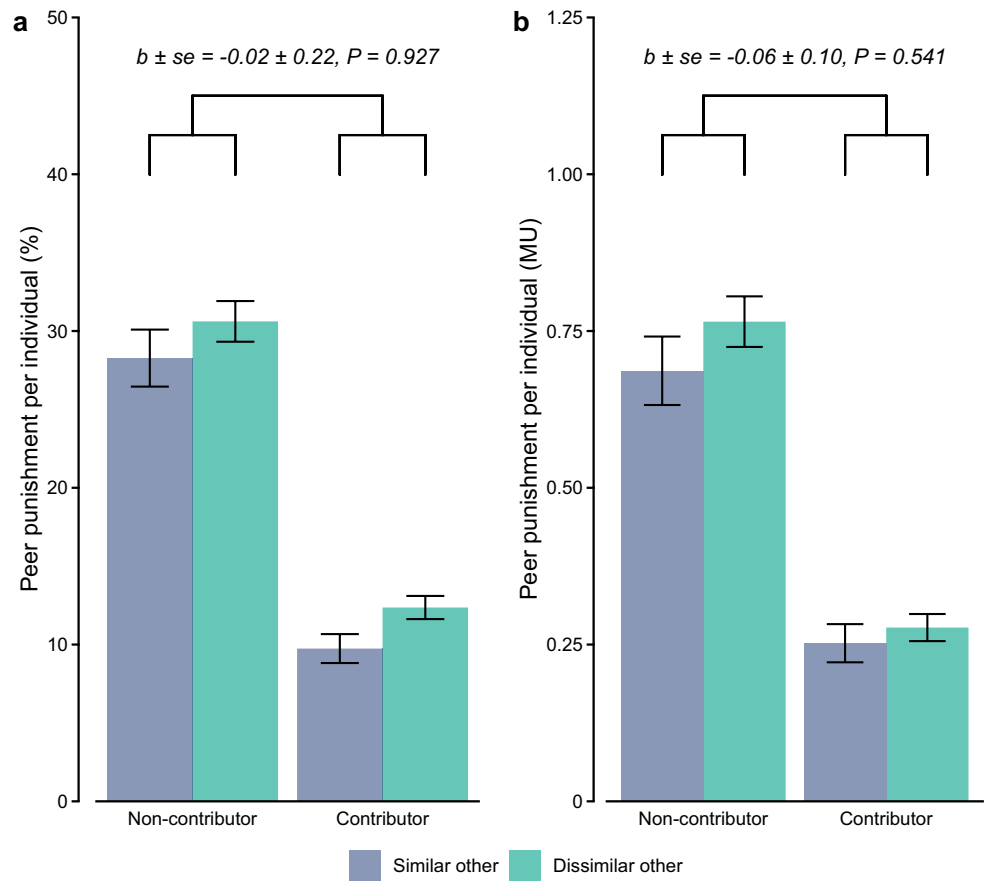 a
b ± se = -0.02 ± 0.22, P = 0.927
Peer punishment per individual (%)
50
40
30
20
10
0
Non-contributor
Contributor
b
b ± se = -0.06 ± 0.10, P = 0.541
Peer punishment per individual (MU)
1.25
1.00
0.75
0.50
0.25
0
Non-contributor
Contributor
Similar other
Dissimilar other